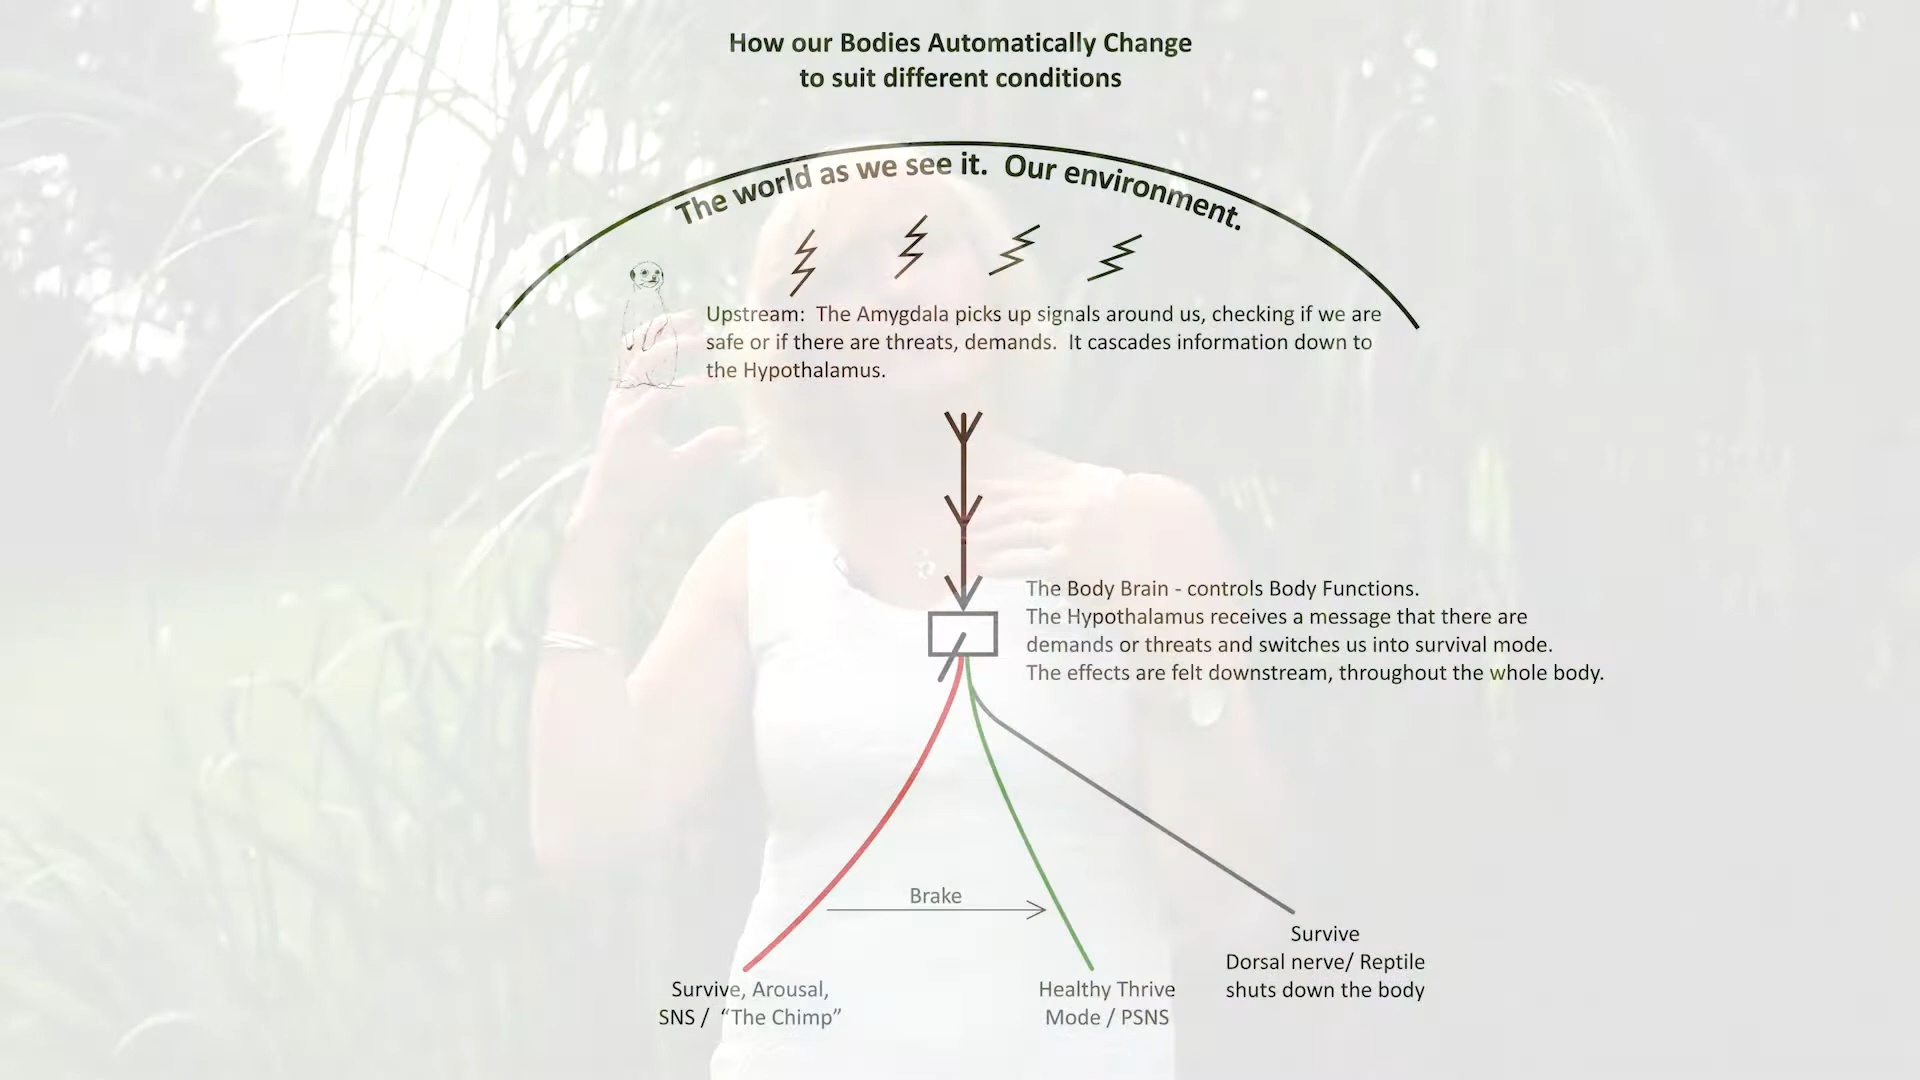 How our Bodies Automatically Change
to suit different conditions
The world as we see it.  Our environment.
Upstream:  The Amygdala picks up signals around us, checking if we are
safe or if there are threats, demands.  It cascades information down to
the Hypothalamus.
The Body Brain - controls Body Functions.
The Hypothalamus receives a message that there are
demands or threats and switches us into survival mode.
The effects are felt downstream, throughout the whole body.
Brake
Survive, Arousal,
SNS /  “The Chimp”
Healthy Thrive
Mode / PSNS
Survive
Dorsal nerve/ Reptile
shuts down the body